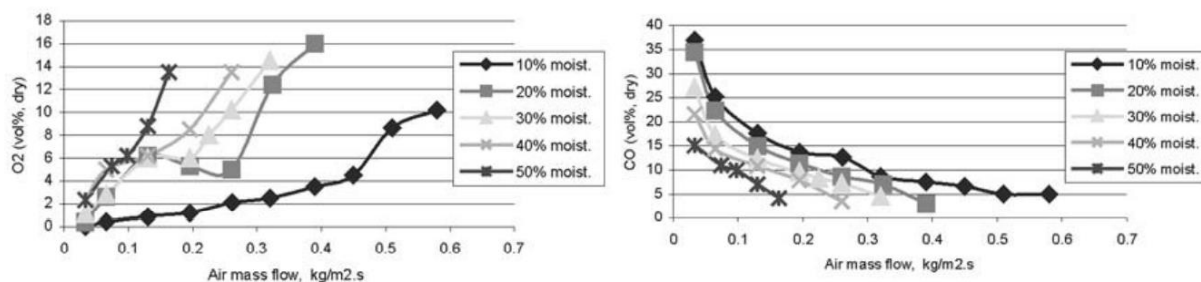 18
16
14
12
10
8
6
4
2
0
O2 (vol%, dry)
0 0.1 0.2 0.3 0.4 0.5 0.6 0.7
Air mass flow, kg/m2.s
10% moist.
20% moist.
30% moist.
40% moist.
50% moist.
40
35
30
25
20
15
10
5
0
CO (vol%, dry)
0 0.1 0.2 0.3 0.4 0.5 0.6 0.7
Air mass flow, kg/m2.s
10% moist.
20% moist.
30% moist.
40% moist.
50% moist.